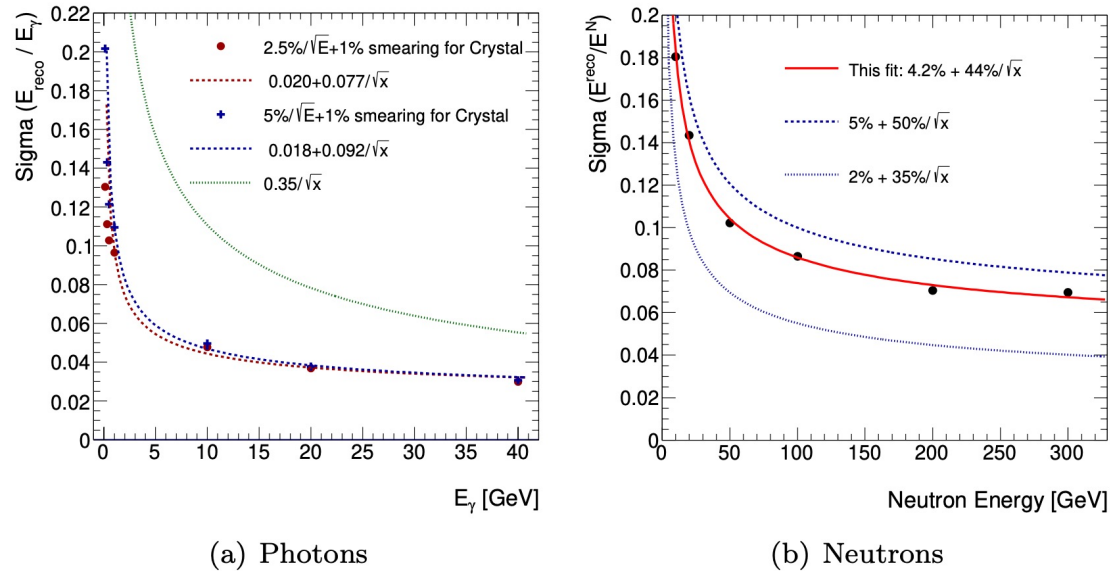 Sigma (E_reco / E_γ)
0.22
0.2
0.18
0.16
0.14
0.12
0.1
0.08
0.06
0.04
0.02
0
2.5%/√E+1% smearing for Crystal
0.020+0.077/√x
5%/√E+1% smearing for Crystal
0.018+0.092/√x
0.35/√x
0 5 10 15 20 25 30 35 40
E_γ [GeV]
(a) Photons
Sigma (E^reco/E^N)
0.2
0.18
0.16
0.14
0.12
0.1
0.08
0.06
0.04
0.02
0
This fit: 4.2% + 44%/√x
5% + 50%/√x
2% + 35%/√x
0 50 100 150 200 250 300
Neutron Energy [GeV]
(b) Neutrons